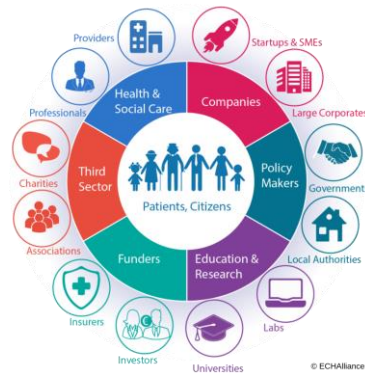 Providers
Startups & SMEs
Professionals
Health &
Social Care
Companies
Large Corporates
Third
Sector
Policy
Makers
Charities
Government
Patients, Citizens
Associations
Local Authorities
Funders
Education &
Research
Insurers
Labs
Investors
Universities
© ECHAlliance